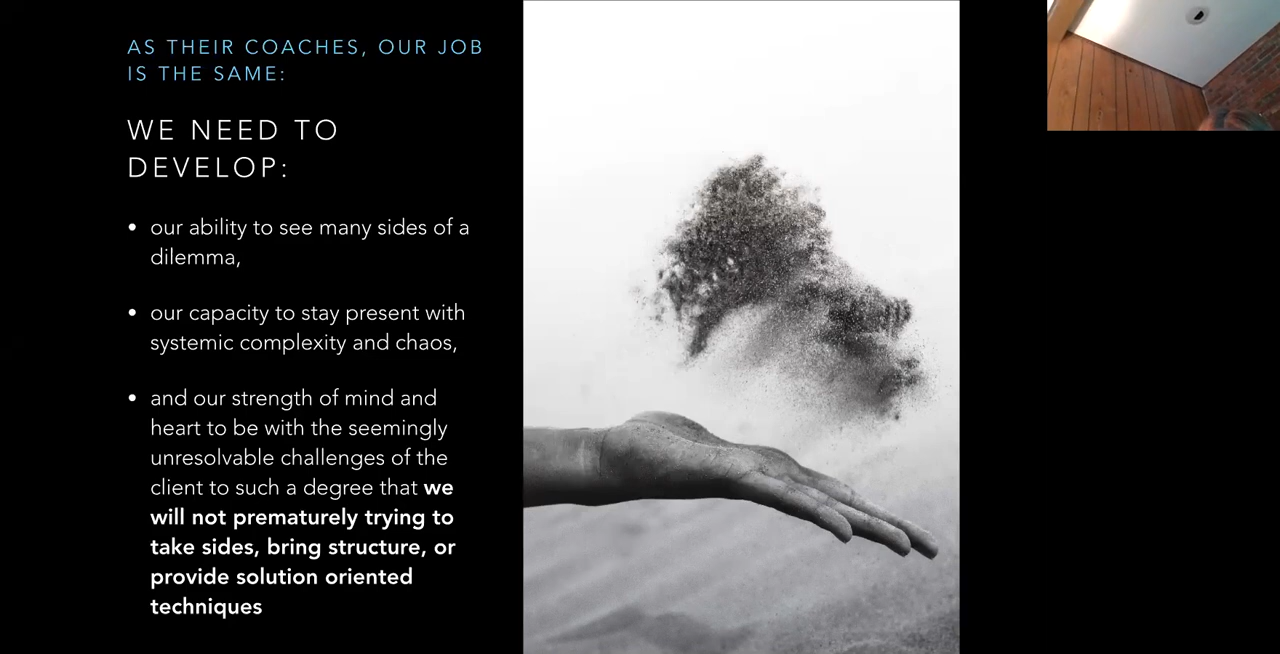 AS THEIR COACHES, OUR JOB
IS THE SAME:
WE NEED TO
DEVELOP:
• our ability to see many sides of a
dilemma,
• our capacity to stay present with
systemic complexity and chaos,
• and our strength of mind and
heart to be with the seemingly
unresolvable challenges of the
client to such a degree that we
will not prematurely trying to
take sides, bring structure, or
provide solution oriented
techniques